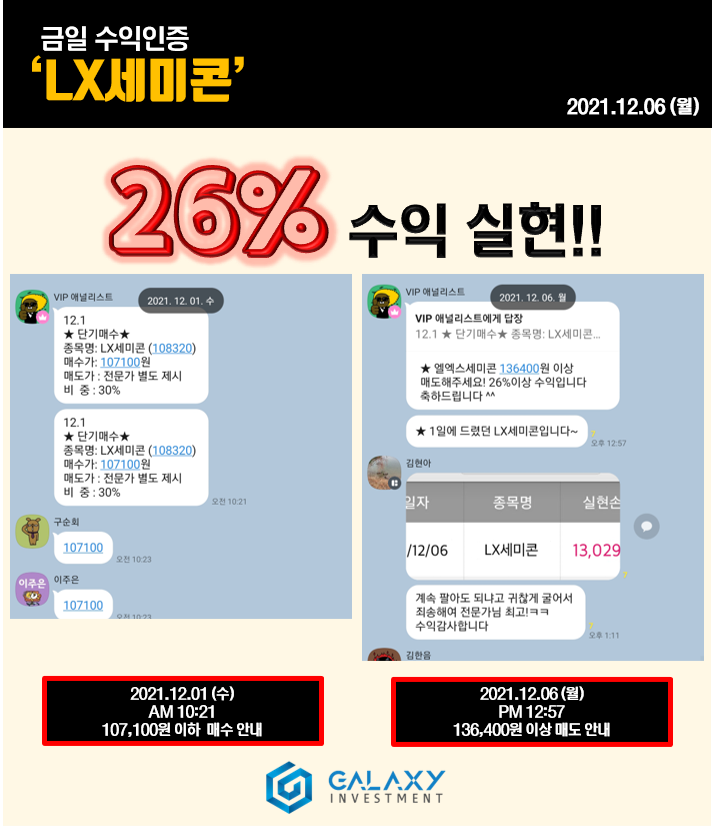 금일 수익인증
‘LX세미콘’
2021.12.06 (월)
26% 수익 실현!!
VIP 애널리스트
2021. 12. 01. 수
12.1
★ 단기매수★
종목명: LX세미콘 (108320)
매수가: 107100원
매도가 : 전문가 별도 제시
비 중 : 30%
12.1
★ 단기매수★
종목명: LX세미콘 (108320)
매수가: 107100원
매도가 : 전문가 별도 제시
비 중 : 30%
오전 10:21
구순회
107100
오전 10:23
이주은
이주은
107100
오전 10:23
VIP 애널리스트
2021. 12. 06. 월
VIP 애널리스트에게 답장
12.1 ★ 단기매수★ 종목명: LX세미콘...
★ 엘엑스세미콘 136400원 이상
매도해주세요! 26%이상 수익입니다
축하드립니다 ^^
★ 1일에 드렸던 LX세미콘입니다~
7
오후 12:57
김현아
일자 종목명 실현손
/12/06 LX세미콘 13,029
7
계속 팔아도 되냐고 귀찮게 굴어서
죄송해여 전문가님 최고!ㅋㅋ
수익감사합니다
7
오후 1:11
김한음
2021.12.01 (수)
AM 10:21
107,100원 이하 매수 안내
2021.12.06 (월)
PM 12:57
136,400원 이상 매도 안내
GALAXY
INVESTMENT